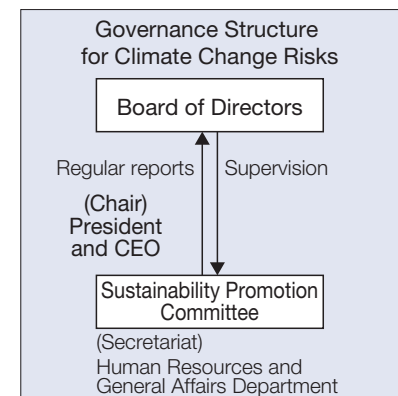 Governance Structure
for Climate Change Risks
Board of Directors
Regular reports
Supervision
(Chair)
President
and CEO
Sustainability Promotion
Committee
(Secretariat)
Human Resources and
General Affairs Department